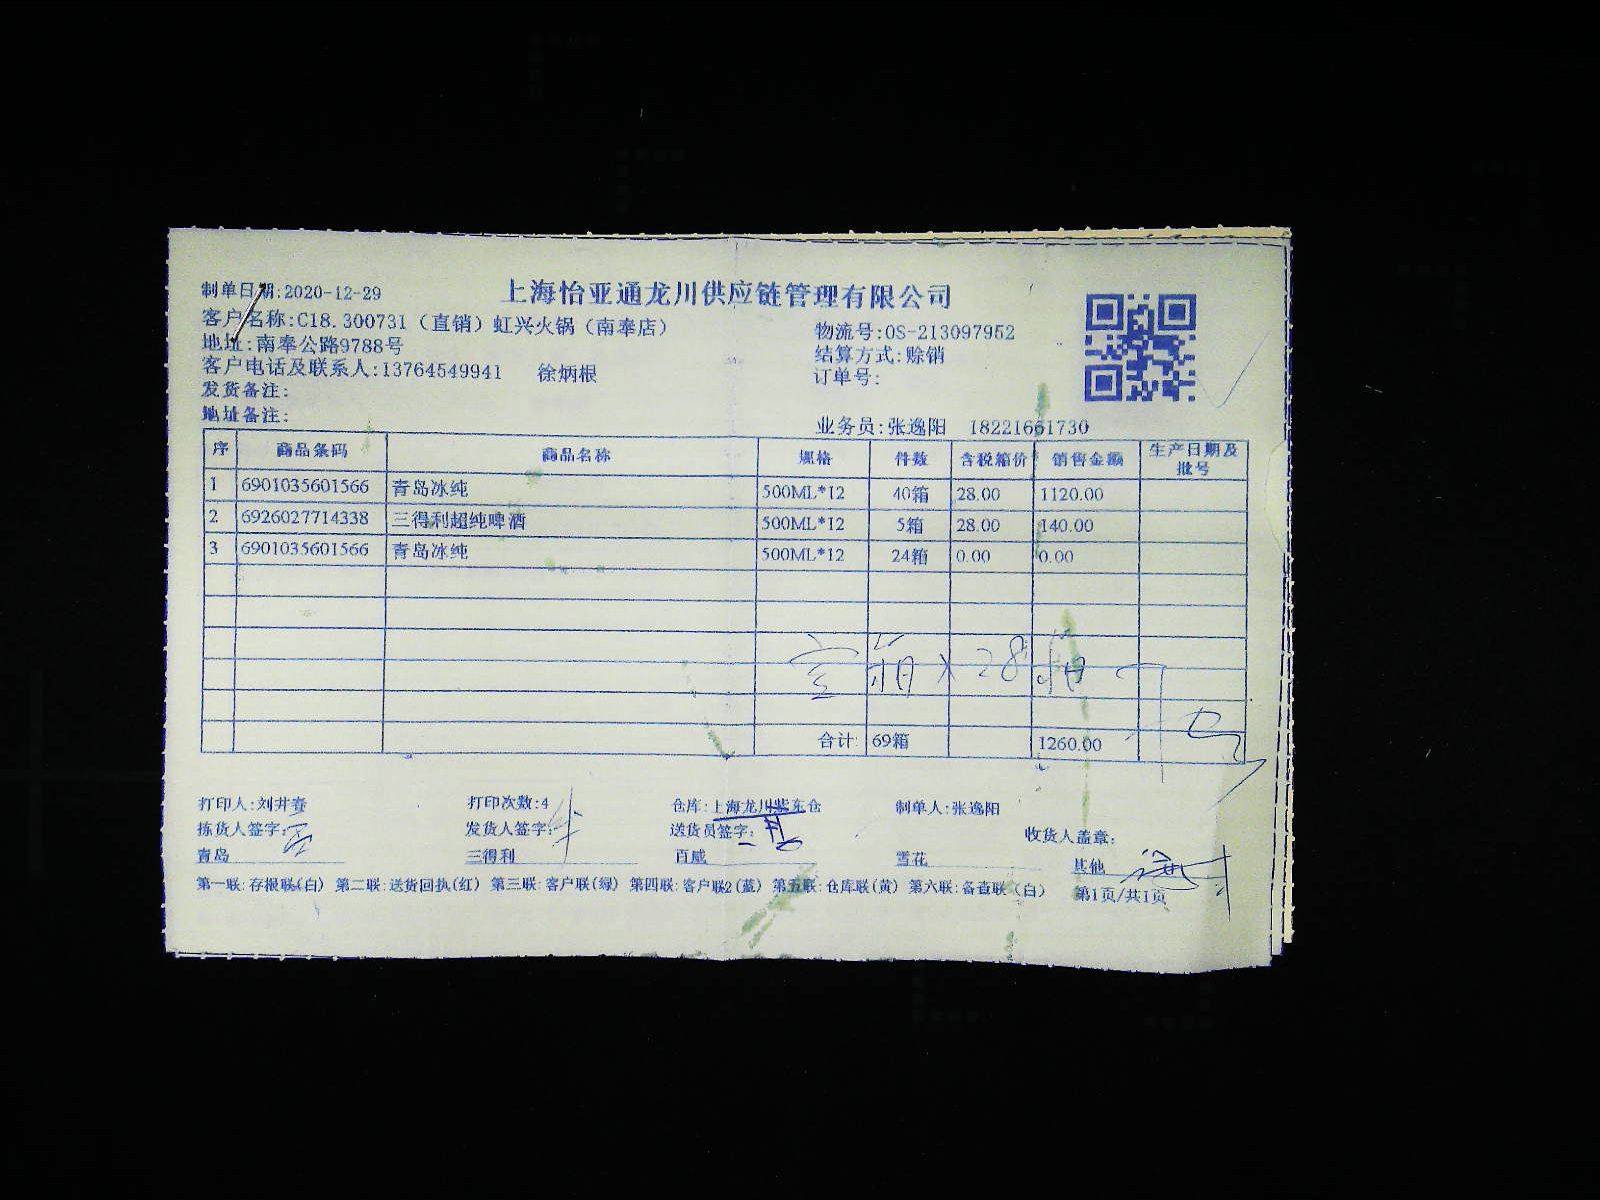 上海怡亚通龙川供应链管理有限公司
制单日期:2020-12-29
客户名称:C18.300731（直销）虹兴火锅（南奉店）
物流号:OS-213097952
地址:南奉公路9788号
结算方式:赊销
客户电话及联系人:13764549941 徐炳根
订单号:
发货备注:
地址备注:
业务员:张逸阳 18221661730
序 商品条码 商品名称 规格 件数 含税箱价 销售金额 生产日期及批号
1 6901035601566 青岛冰纯 500ML*12 40箱 28.00 1120.00
2 6926027714338 三得利超纯啤酒 500ML*12 5箱 28.00 140.00
3 6901035601566 青岛冰纯 500ML*12 24箱 0.00 0.00
空箱×28箱
合计 69箱 1260.00
打印人:刘井春 打印次数:4 仓库:上海龙川柴东仓 制单人:张逸阳
拣货人签字: 发货人签字: 送货员签字: 收货人盖章:
青岛 三得利 百威 雪花 其他
第一联:存根联(白) 第二联:送货回执(红) 第三联:客户联(绿) 第四联:客户联2(蓝) 第五联:仓库联(黄) 第六联:备查联（白） 第1页/共1页